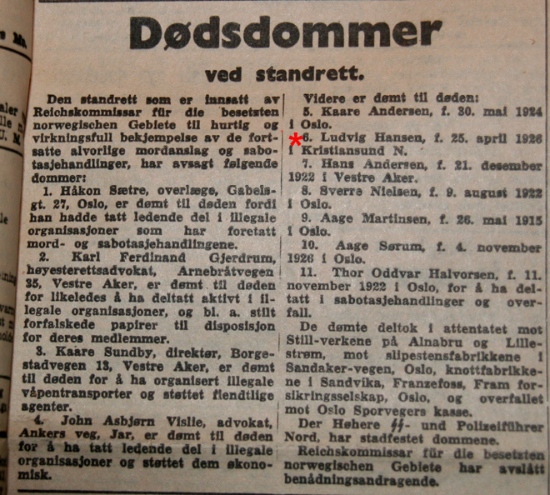 Dødsdommer
ved standrett.
Den standrett som er innsatt av
Reichskommissar für die besetzten
norwegischen Gebiete til hurtig og
virkningsfull bekjempelse av de fort-
satte alvorlige mordanslag og sabo-
tasjehandlinger, har avsagt følgende
dommer:
1. Håkon Sætre, overlæge, Gabels-
gt. 27, Oslo, er dømt til døden fordi
han hadde tatt ledende del i illegale
organisasjoner som har foretatt
mord- og sabotasjehandlingene.
2. Karl Ferdinand Gjerdrum,
høyesterettsadvokat, Arnebråtvegen
35, Vestre Aker, er dømt til døden
for likeledes å ha deltatt aktivt i il-
legale organisasjoner, og bl. a. stilt
forfalskede papirer til disposisjon
for deres medlemmer.
3. Kaare Sundby, direktør, Borge-
stadvegen 13, Vestre Aker, er dømt
til døden for å ha organisert illegale
våpentransporter og støttet fiendtlige
agenter.
4. John Asbjørn Vislie, advokat,
Ankers veg, Jar, er dømt til døden
for å ha tatt ledende del i illegale
organisasjoner og støttet dem økono-
misk.
Videre er dømt til døden:
5. Kaare Andersen, f. 30. mai 1924
i Oslo.
6. Ludvig Hansen, f. 25. april 1926
i Kristiansund N.
7. Hans Andersen, f. 21. desember
1922 i Vestre Aker.
8. Sverre Nielsen, f. 9. august 1922
i Oslo.
9. Aage Martinsen, f. 26. mai 1915
i Oslo.
10. Aage Sørum, f. 4. november
1926 i Oslo.
11. Thor Oddvar Halvorsen, f. 11.
november 1922 i Oslo, for å ha del-
tatt i sabotasjehandlinger og over-
fall.
De dømte deltok i attentatet mot
Still-verkene på Alnabru og Lille-
strøm, mot slipestensfabrikkene i
Sandaker-vegen, Oslo, knottfabrikke-
ne i Sandvika, Franzefoss, Fram for-
sikringsselskap, Oslo, og overfallet
mot Oslo Sporvegers kasse.
Der Höhere SS- und Polizeiführer
Nord, har stadfestet dommene.
Reichskommissar für die besetzten
norwegischen Gebiete har avslått
benådningsandragende.